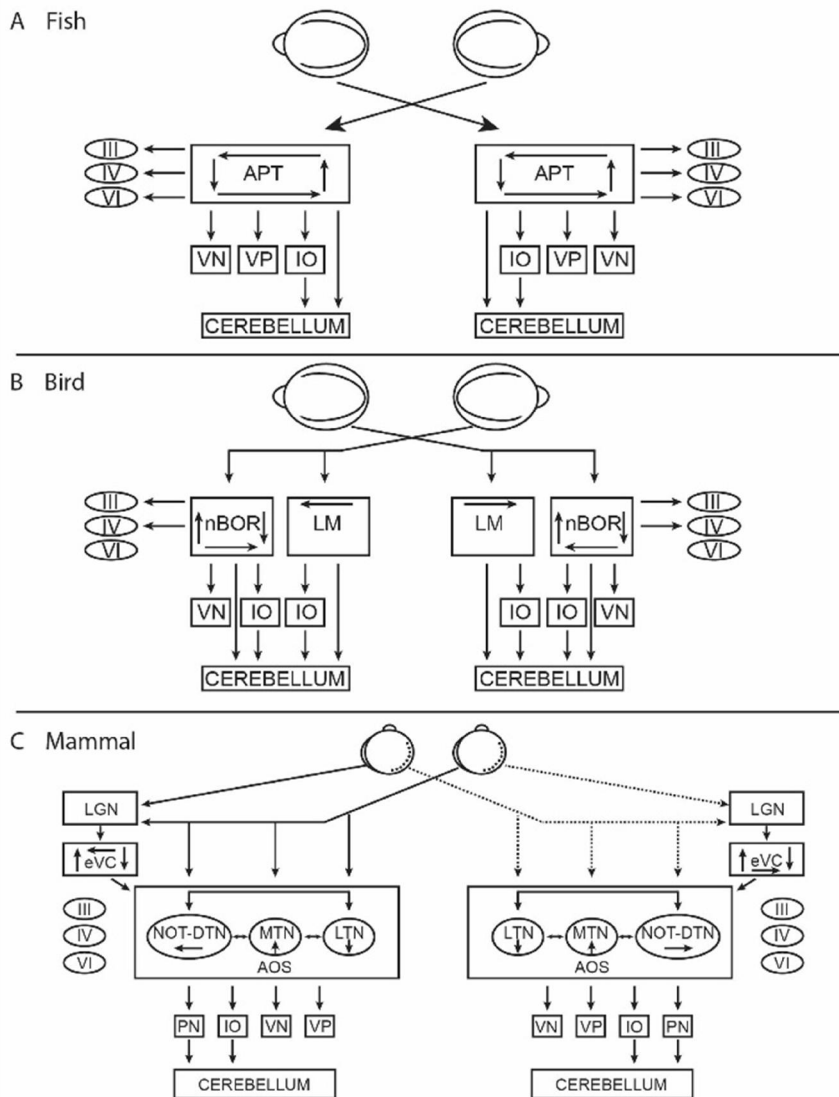 A Fish
III APT APT III
IV IV
VI VI
VN VP IO IO VP VN
CEREBELLUM CEREBELLUM
B Bird
III nBOR LM LM nBOR III
IV IV
VI VI
VN IO IO IO IO VN
CEREBELLUM CEREBELLUM
C Mammal
LGN LGN
eVC eVC
III III
NOT-DTN MTN LTN LTN MTN NOT-DTN
IV IV
VI AOS AOS VI
PN IO VN VP VN VP IO PN
CEREBELLUM CEREBELLUM